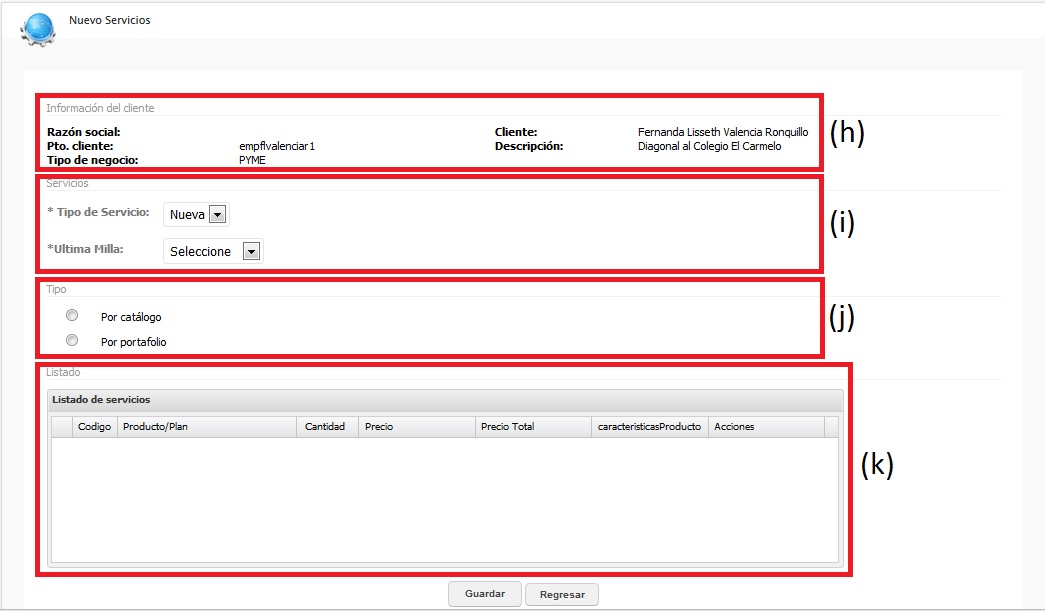 Nuevo Servicios
Información del cliente
Razón social: Cliente: Fernanda Lisseth Valencia Ronquillo
Pto. cliente: empflvalenciar1 Descripción: Diagonal al Colegio El Carmelo
Tipo de negocio: PYME
(h)
Servicios
* Tipo de Servicio: Nueva
*Ultima Milla: Seleccione
(i)
Tipo
Por catálogo
Por portafolio
(j)
Listado
Listado de servicios
Codigo Producto/Plan Cantidad Precio Precio Total caracteristicasProducto Acciones
(k)
Guardar Regresar